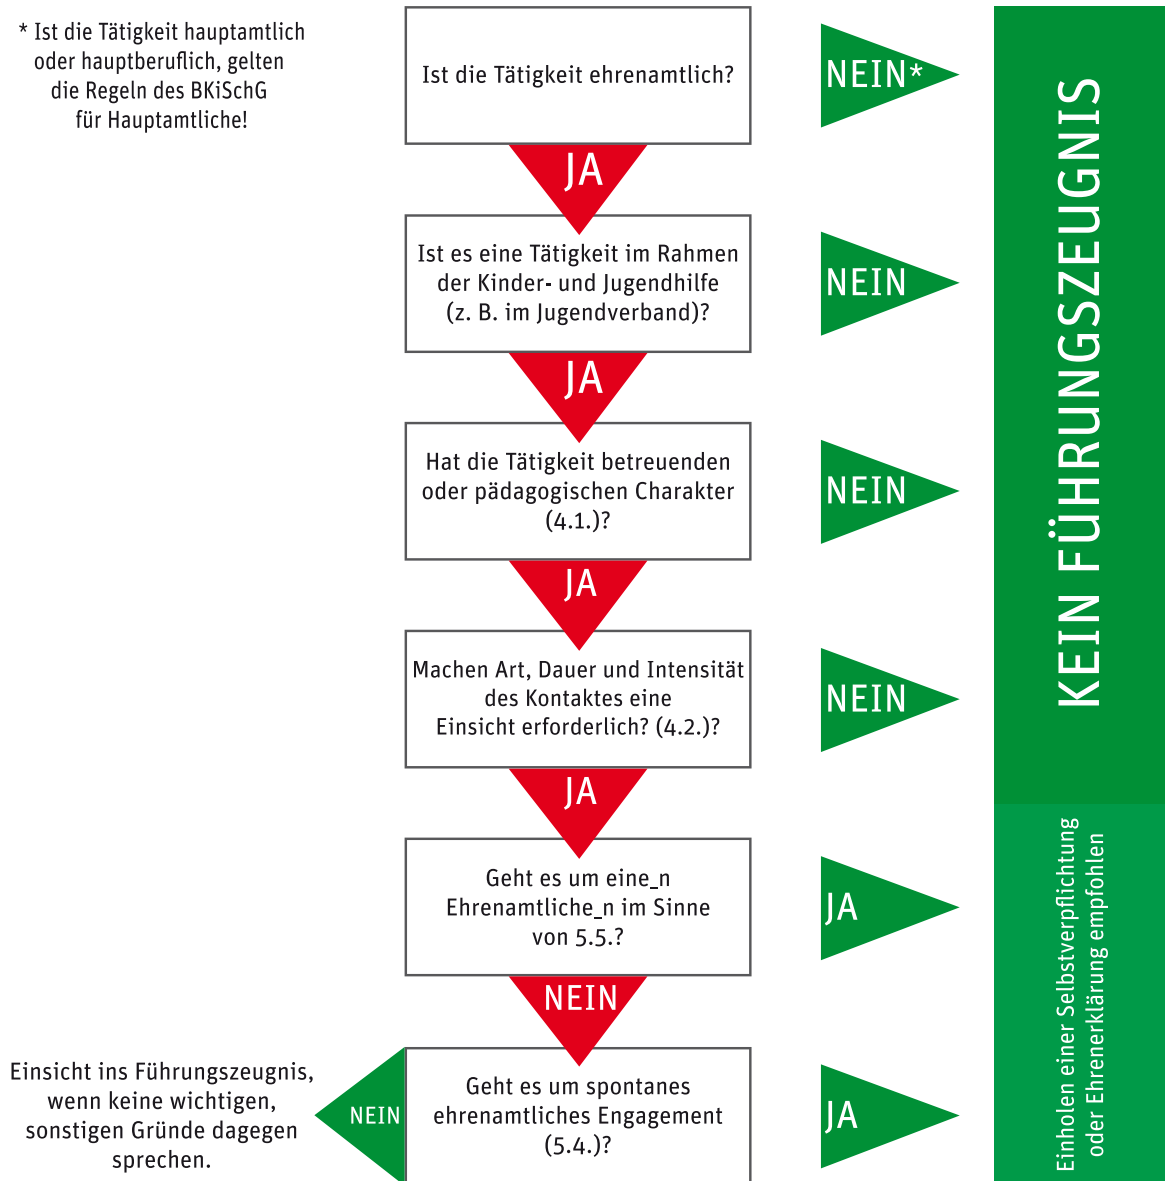 * Ist die Tätigkeit hauptamtlich
oder hauptberuflich, gelten
die Regeln des BKiSchG
für Hauptamtliche!
Ist die Tätigkeit ehrenamtlich?
NEIN*
JA
Ist es eine Tätigkeit im Rahmen
der Kinder- und Jugendhilfe
(z. B. im Jugendverband)?
NEIN
JA
Hat die Tätigkeit betreuenden
oder pädagogischen Charakter
(4.1.)?
NEIN
JA
Machen Art, Dauer und Intensität
des Kontaktes eine
Einsicht erforderlich? (4.2.)?
NEIN
JA
Geht es um eine_n
Ehrenamtliche_n im Sinne
von 5.5.?
JA
NEIN
Geht es um spontanes
ehrenamtliches Engagement
(5.4.)?
JA
NEIN
Einsicht ins Führungszeugnis,
wenn keine wichtigen,
sonstigen Gründe dagegen
sprechen.
KEIN FÜHRUNGSZEUGNIS
Einholen einer Selbstverpflichtung
oder Ehrenerklärung empfohlen